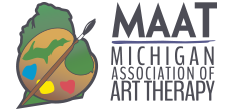 MAAT
MICHIGAN
ASSOCIATION OF
ART THERAPY